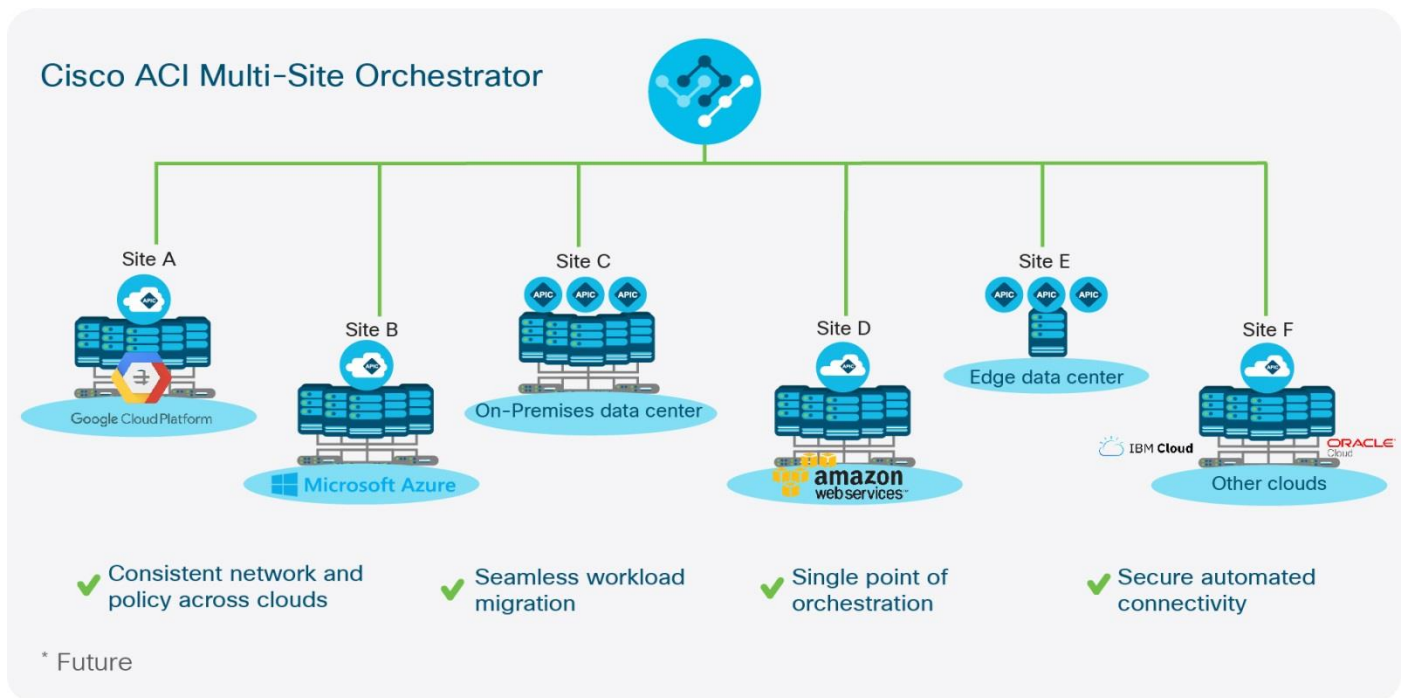 Cisco ACI Multi-Site Orchestrator
Site A
APIC
Google Cloud Platform
Site B
APIC
Microsoft Azure
Site C
APIC APIC APIC
On-Premises data center
Site D
APIC
amazon
web services™
Site E
APIC APIC APIC
Edge data center
Site F
APIC
IBM Cloud
ORACLE
Cloud
Other clouds
Consistent network and
policy across clouds
Seamless workload
migration
Single point of
orchestration
Secure automated
connectivity
* Future